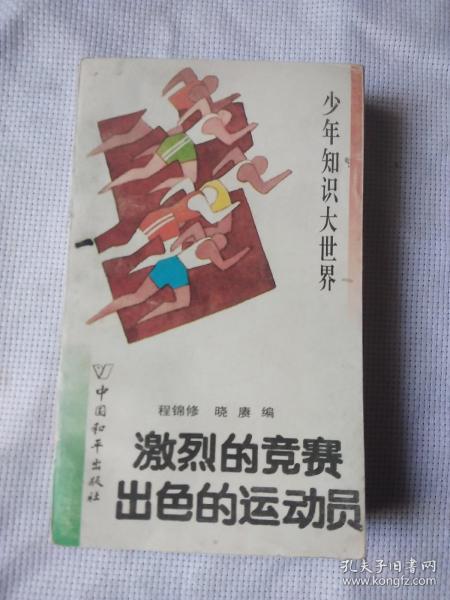 少年知识大世界
程锦修 晓赓 编
激烈的竞赛
出色的运动员
中国和平出版社
孔夫子旧书网
www.kongfz.com